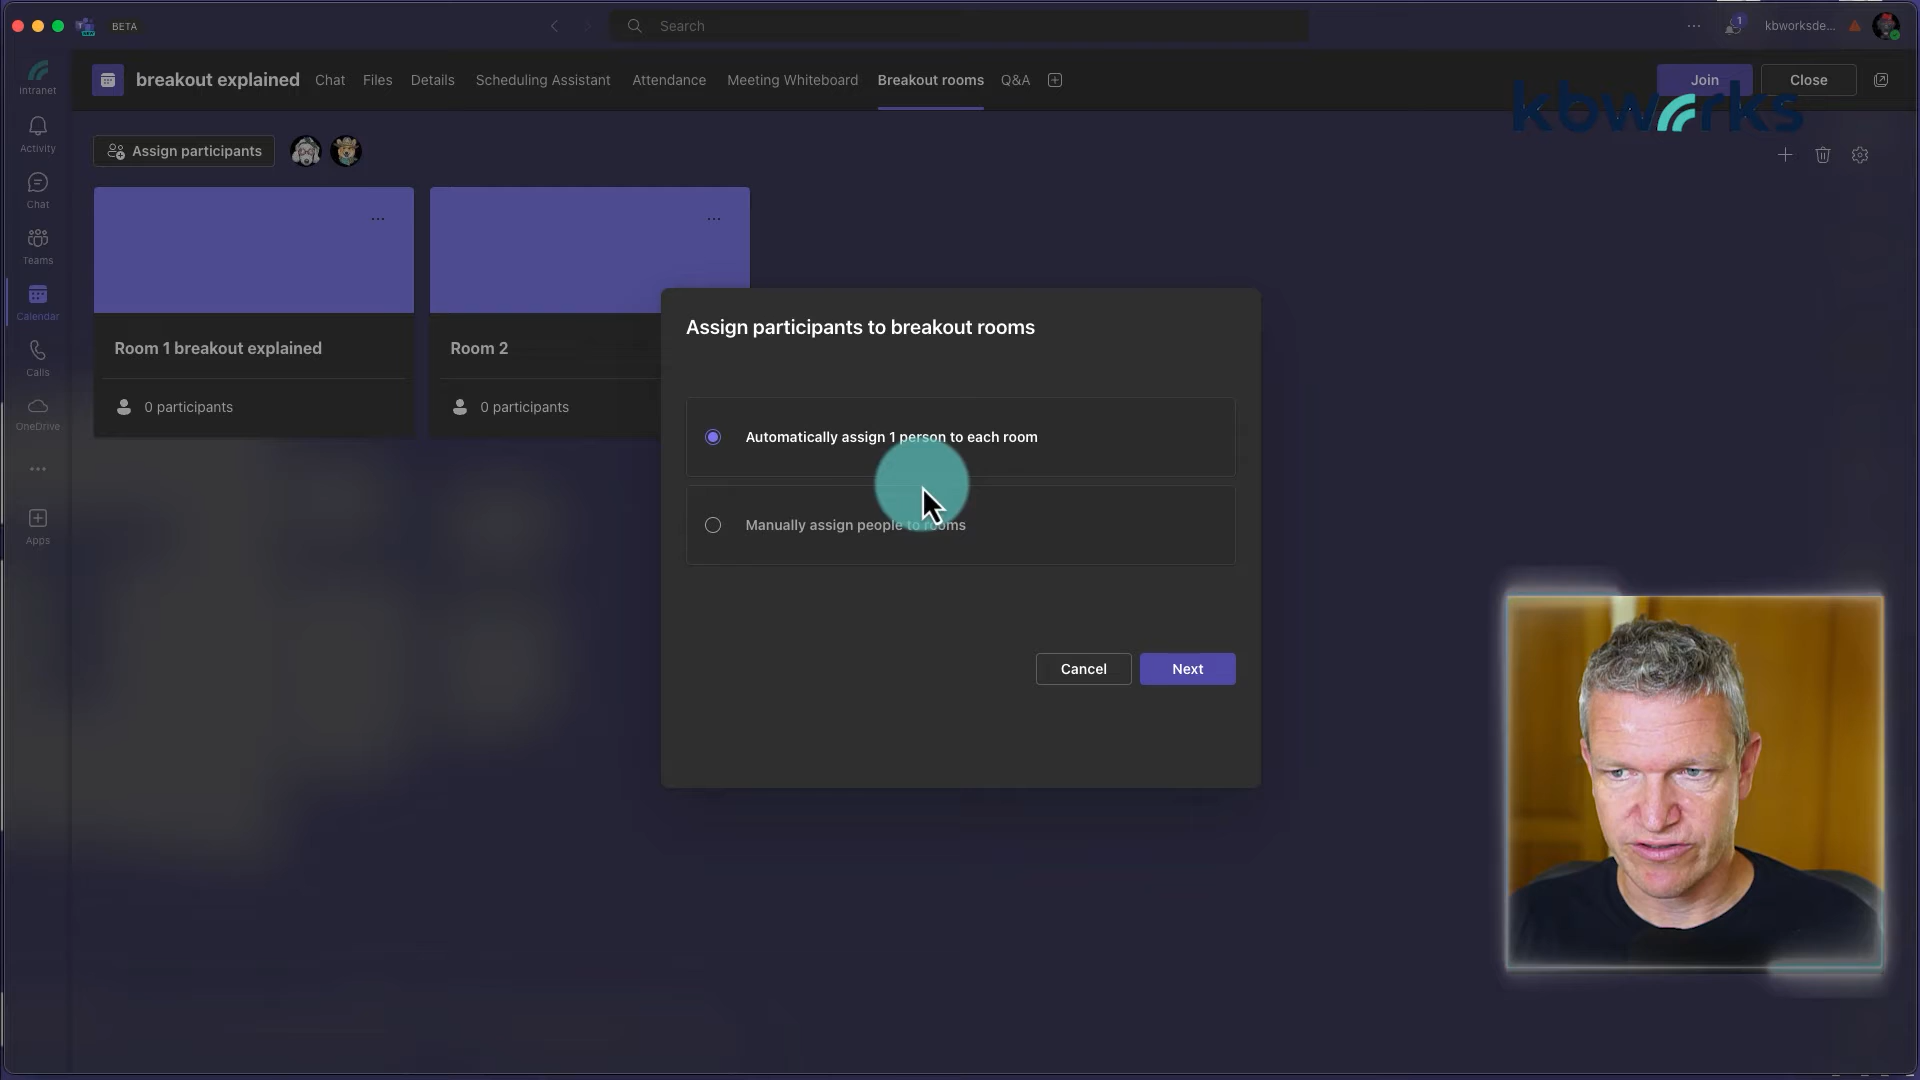 BETA
Search
1
kbworksde...
intranet
breakout explained
Chat
Files
Details
Scheduling Assistant
Attendance
Meeting Whiteboard
Breakout rooms
Q&A
Join
Close
kbworks
Activity
Assign participants
Chat
Teams
Calendar
Assign participants to breakout rooms
Room 1 breakout explained
Room 2
Calls
0 participants
0 participants
OneDrive
Automatically assign 1 person to each room
Manually assign people to rooms
Apps
Cancel
Next